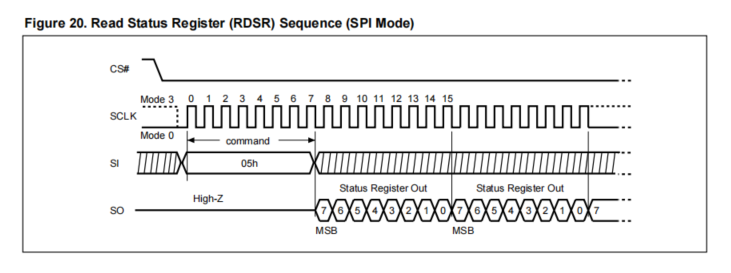 Figure 20. Read Status Register (RDSR) Sequence (SPI Mode)
CS#
Mode 3 0 1 2 3 4 5 6 7 8 9 10 11 12 13 14 15
SCLK
Mode 0
command
SI 05h
Status Register Out Status Register Out
High-Z
SO 7 6 5 4 3 2 1 0 7 6 5 4 3 2 1 0 7
MSB MSB